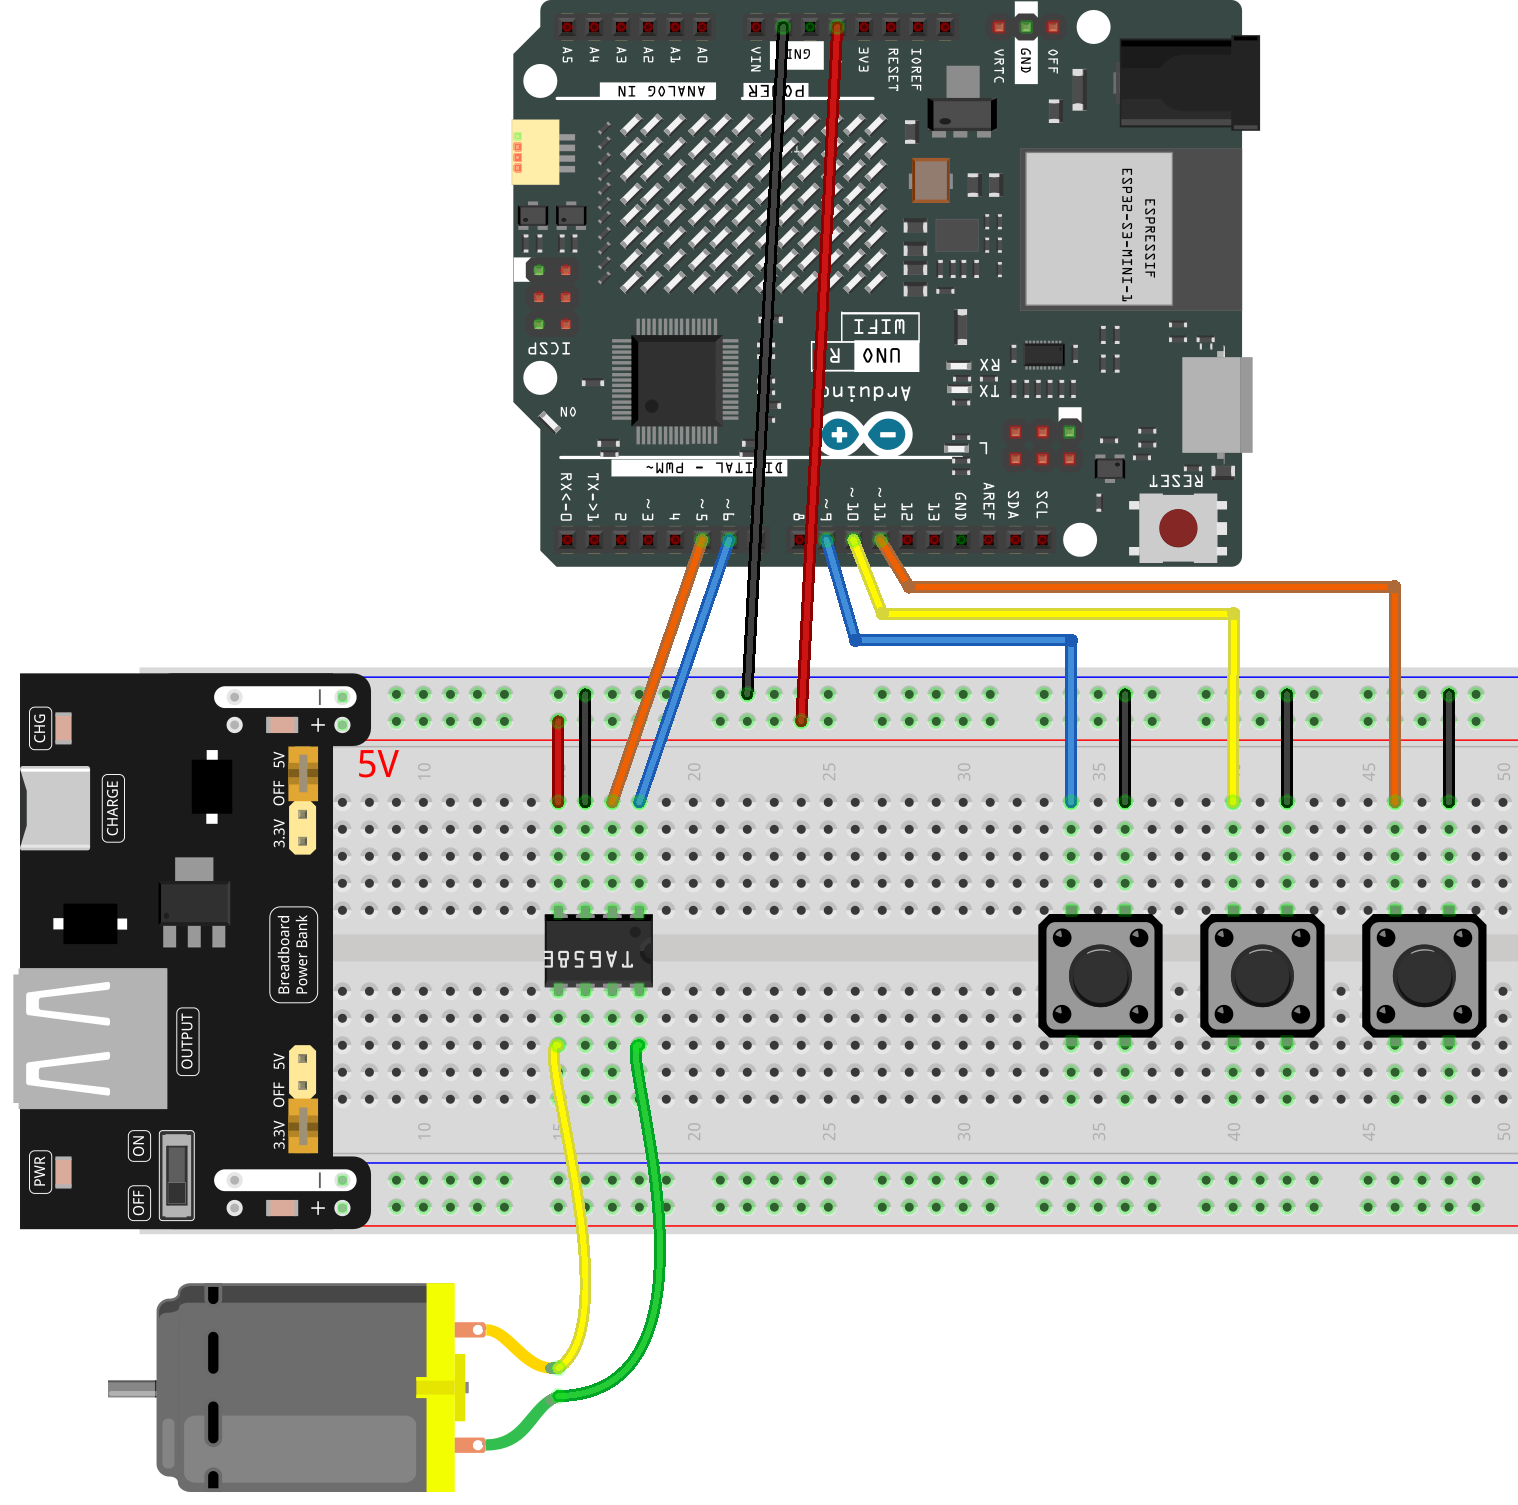 A5 A4 A3 A2 A1 A0
ANALOG IN
VIN GND 3V3 RESET IOREF
POWER
VRTC GND OFF
ESP32-S3-MINI-1
ESPRESSIF
ICSP
ON
WIFI
UNO R
Arduino
RX
TX
L
DIGITAL - PWM~
RX<-0 TX->1 2 ~3 4 ~5 ~6 8 ~9 ~10 ~11 12 13 GND AREF SDA SCL
RESET
CHG
CHARGE
5V
OFF
3.3V
5V
Breadboard
Power Bank
OUTPUT
5V
OFF
3.3V
PWR
ON
OFF
− +
− +
10 15 20 25 30 35 40 45 50
TA6586
10 15 20 25 30 35 40 45 50